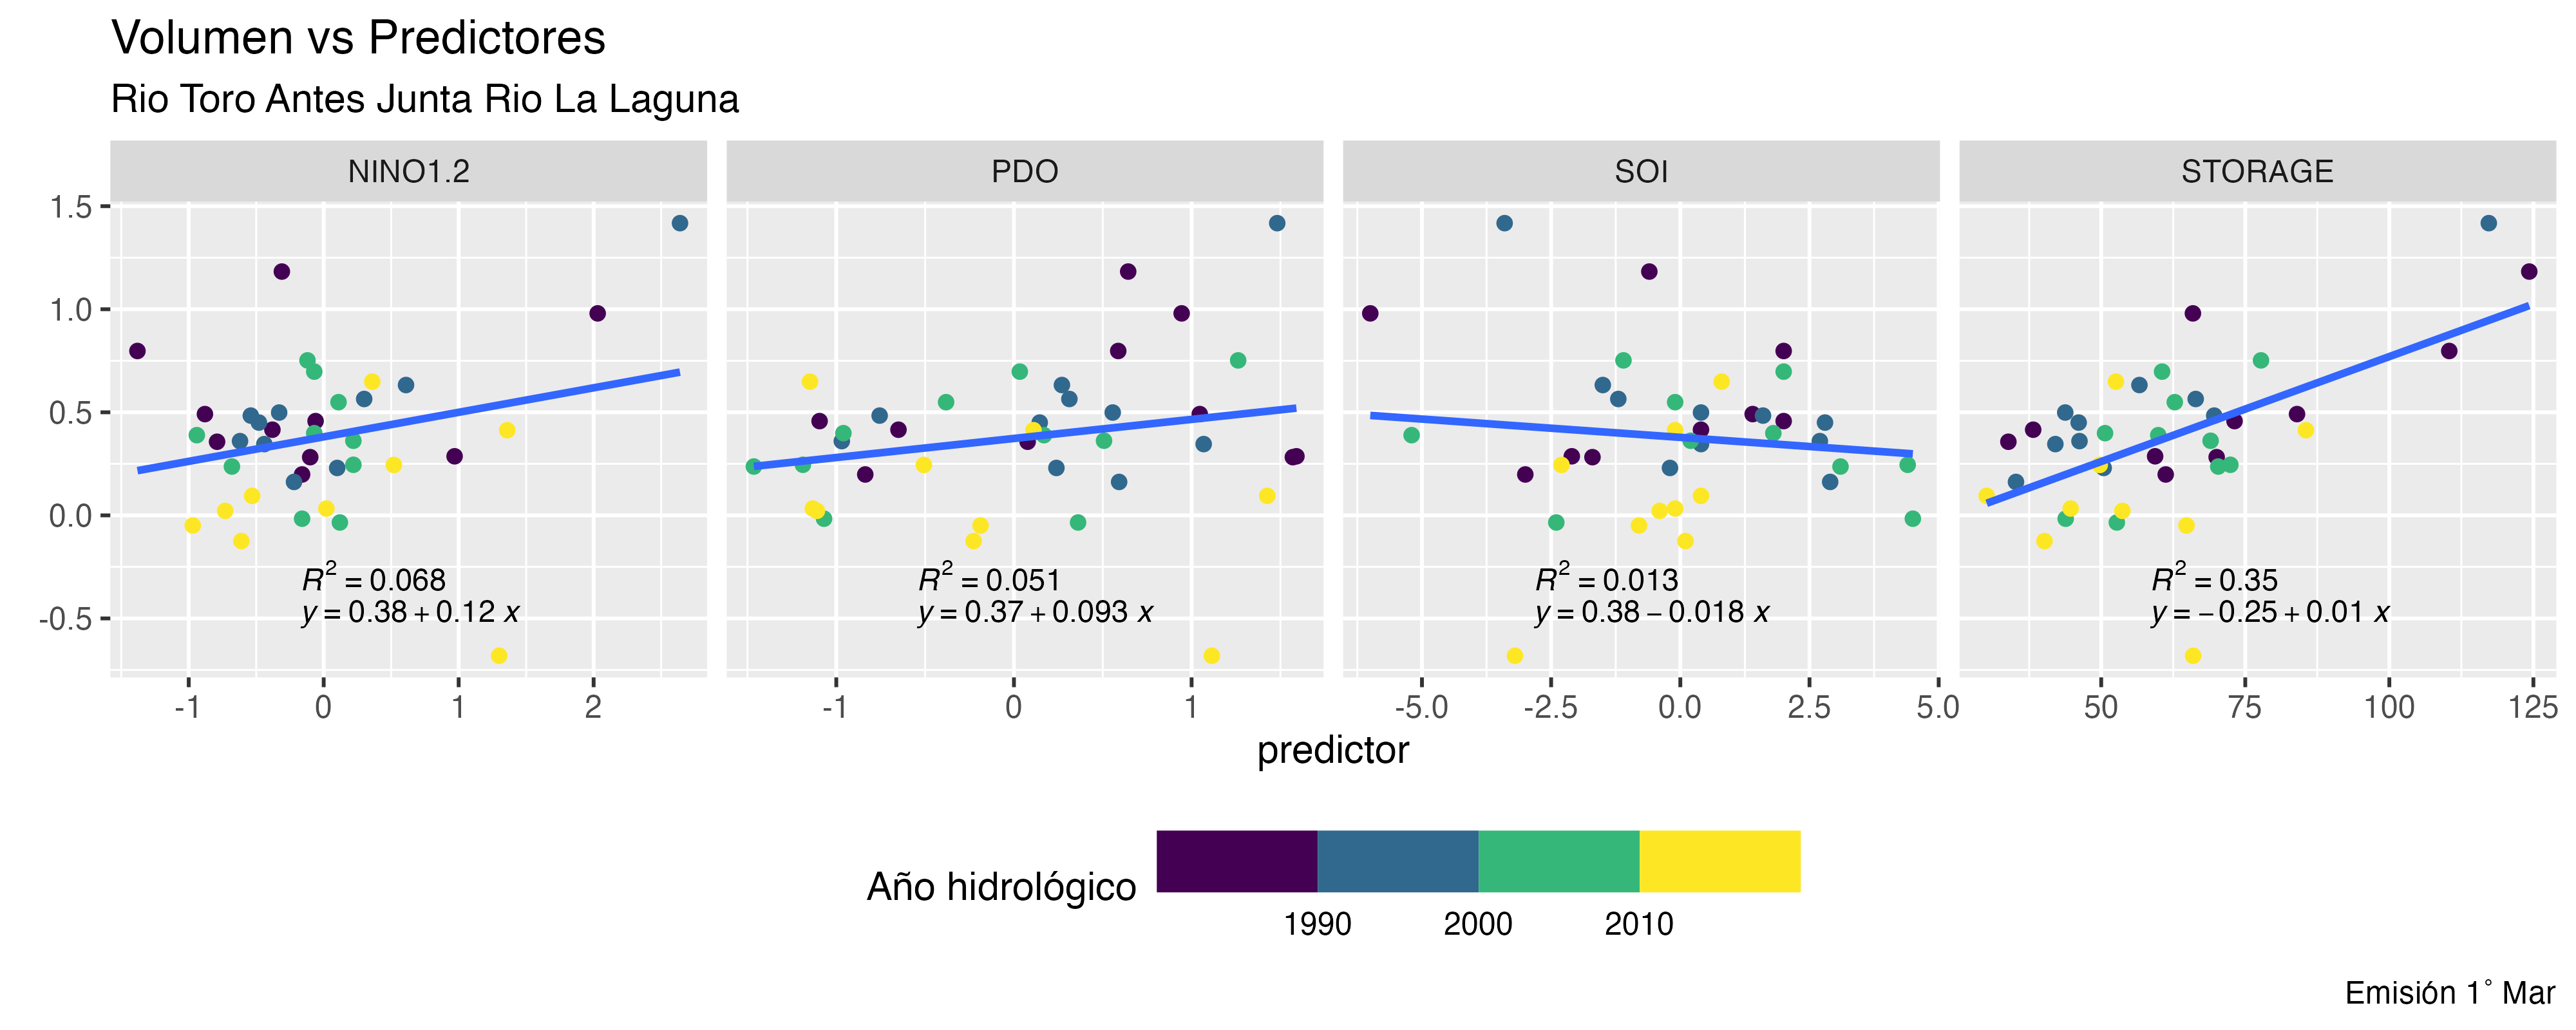 Volumen vs Predictores
Rio Toro Antes Junta Rio La Laguna
NINO1.2 PDO SOI STORAGE
1.5
1.0
0.5
0.0
-0.5
R² = 0.068
y = 0.38 + 0.12 x
R² = 0.051
y = 0.37 + 0.093 x
R² = 0.013
y = 0.38 − 0.018 x
R² = 0.35
y = −0.25 + 0.01 x
-1 0 1 2 -1 0 1 -5.0 -2.5 0.0 2.5 5.0 50 75 100 125
predictor
Año hidrológico
1990 2000 2010
Emisión 1° Mar